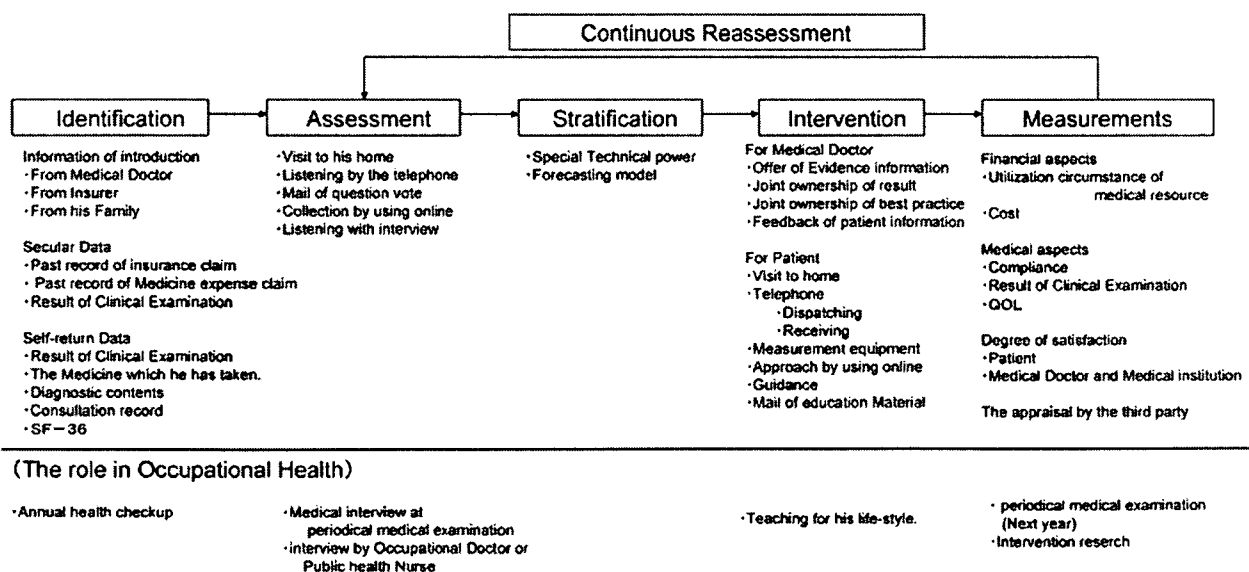 Continuous Reassessment
Identification
Information of introduction
・From Medical Doctor
・From Insurer
・From his Family
Secular Data
・Past record of insurance claim
・Past record of Medicine expense claim
・Result of Clinical Examination
Self-return Data
・Result of Clinical Examination
・The Medicine which he has taken.
・Diagnostic contents
・Consultation record
・SF−36
Assessment
・Visit to his home
・Listening by the telephone
・Mail of question vote
・Collection by using online
・Listening with interview
Stratification
・Special Technical power
・Forecasting model
Intervention
For Medical Doctor
・Offer of Evidence information
・Joint ownership of result
・Joint ownership of best practice
・Feedback of patient information
For Patient
・Visit to home
・Telephone
・Dispatching
・Receiving
・Measurement equipment
・Approach by using online
・Guidance
・Mail of education Material
Measurements
Financial aspects
・Utilization circumstance of
medical resource
・Cost
Medical aspects
・Compliance
・Result of Clinical Examination
・QOL
Degree of satisfaction
・Patient
・Medical Doctor and Medical institution
The appraisal by the third party
(The role in Occupational Health)
・Annual health checkup
・Medical interview at
periodical medical examination
・interview by Occupational Doctor or
Public health Nurse
・Teaching for his life-style.
・periodical medical examination
(Next year)
・Intervention reserch